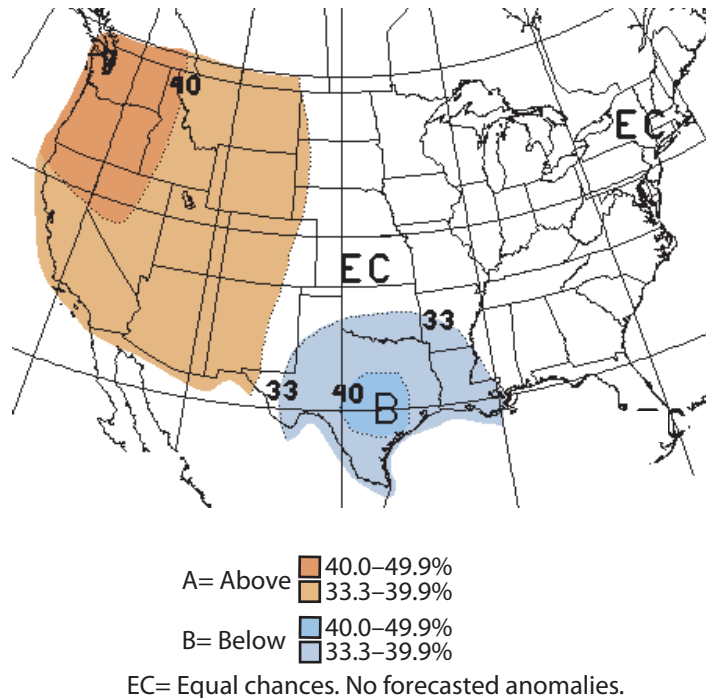 40
EC
EC
33
33
40
B
A= Above
40.0–49.9%
33.3–39.9%
B= Below
40.0–49.9%
33.3–39.9%
EC= Equal chances. No forecasted anomalies.